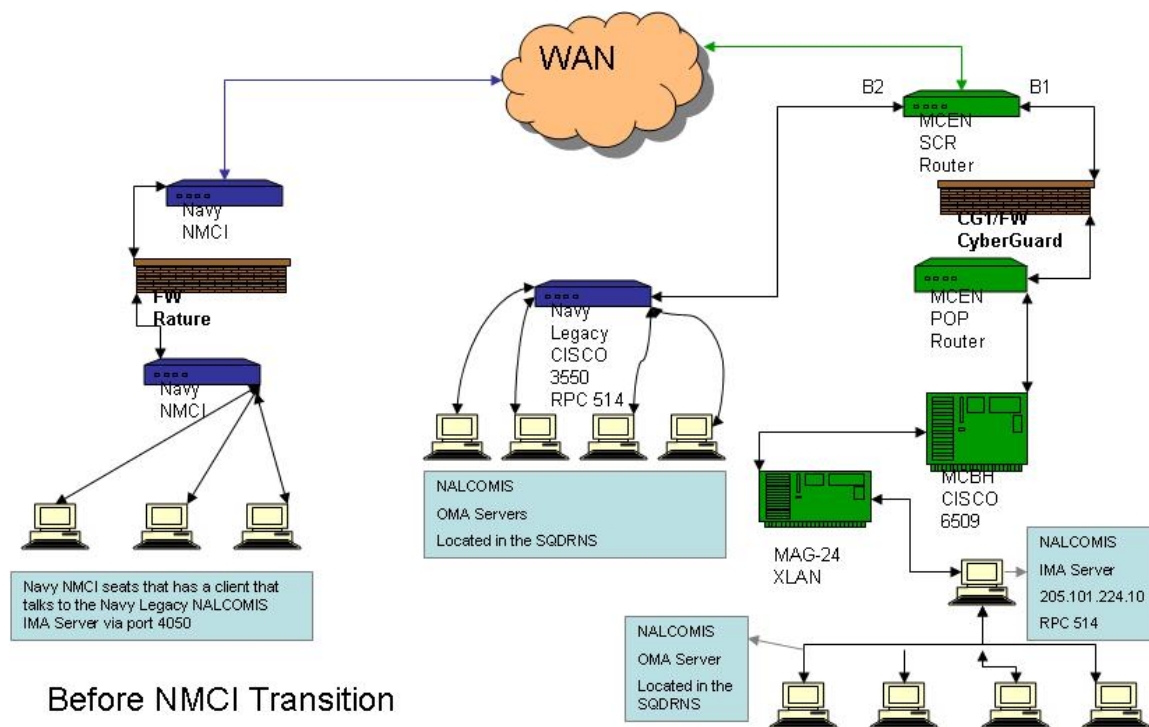 WAN
B2
B1
MCEN
SCR
Router
Navy
NMCI
CG1/FW
CyberGuard
FW
Rature
Navy
Legacy
CISCO
3550
RPC 514
MCEN
POP
Router
Navy
NMCI
NALCOMIS
OMA Servers
Located in the SQDRNS
MCBH
CISCO
6509
MAG-24
XLAN
NALCOMIS
IMA Server
205.101.224.10
RPC 514
Navy NMCI seats that has a client that
talks to the Navy Legacy NALCOMIS
IMA Server via port 4050
NALCOMIS
OMA Server
Located in the
SQDRNS
Before NMCI Transition